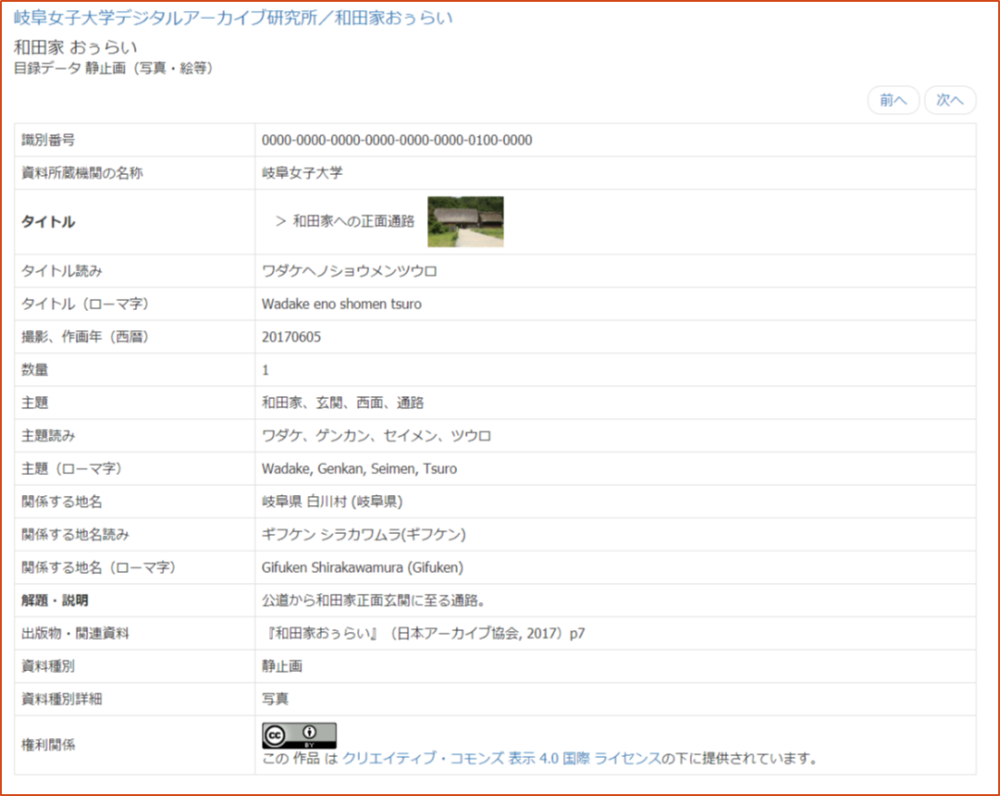 岐阜女子大学デジタルアーカイブ研究所／和田家おぅらい
和田家 おぅらい
目録データ 静止画（写真・絵等）
前へ 次へ
識別番号 0000-0000-0000-0000-0000-0000-0100-0000
資料所蔵機関の名称 岐阜女子大学
タイトル ＞ 和田家への正面通路
タイトル読み ワダケヘノショウメンツウロ
タイトル（ローマ字） Wadake eno shomen tsuro
撮影、作画年（西暦） 20170605
数量 1
主題 和田家、玄関、西面、通路
主題読み ワダケ、ゲンカン、セイメン、ツウロ
主題（ローマ字） Wadake, Genkan, Seimen, Tsuro
関係する地名 岐阜県 白川村 (岐阜県)
関係する地名読み ギフケン シラカワムラ(ギフケン)
関係する地名（ローマ字） Gifuken Shirakawamura (Gifuken)
解題・説明 公道から和田家正面玄関に至る通路。
出版物・関連資料 『和田家おぅらい』（日本アーカイブ協会, 2017）p7
資料種別 静止画
資料種別詳細 写真
権利関係
cc BY
この 作品 は クリエイティブ・コモンズ 表示 4.0 国際 ライセンスの下に提供されています。